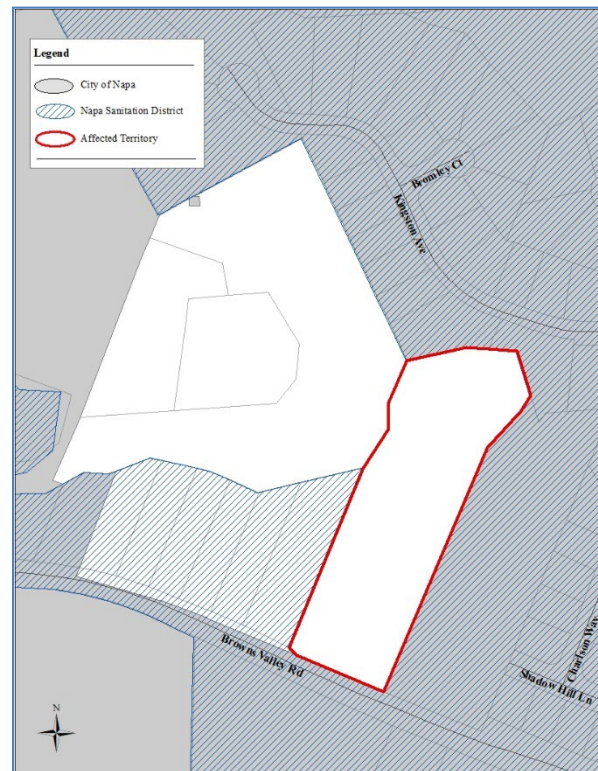 Legend
City of Napa
Napa Sanitation District
Affected Territory
Bromley Ct
Kingston Ave
Browns Valley Rd
Charlson Way
Shadow Hill Ln
N